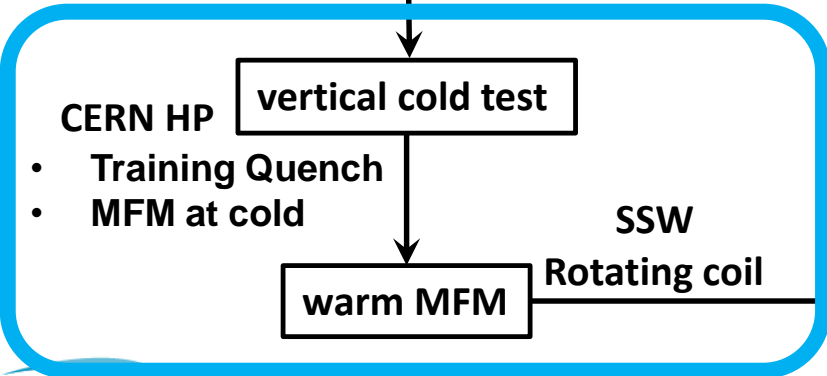 vertical cold test
CERN HP
• Training Quench
• MFM at cold
SSW
Rotating coil
warm MFM